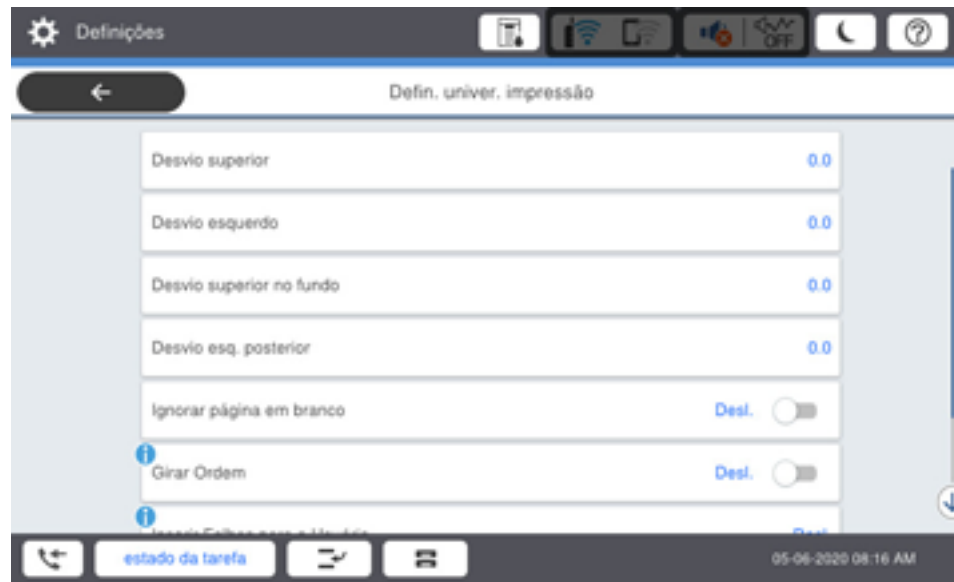 Definições
OFF
Defin. univer. impressão
Desvio superior 0.0
Desvio esquerdo 0.0
Desvio superior no fundo 0.0
Desvio esq. posterior 0.0
Ignorar página em branco Desl.
Girar Ordem Desl.
estado da tarefa
05-06-2020 08:16 AM